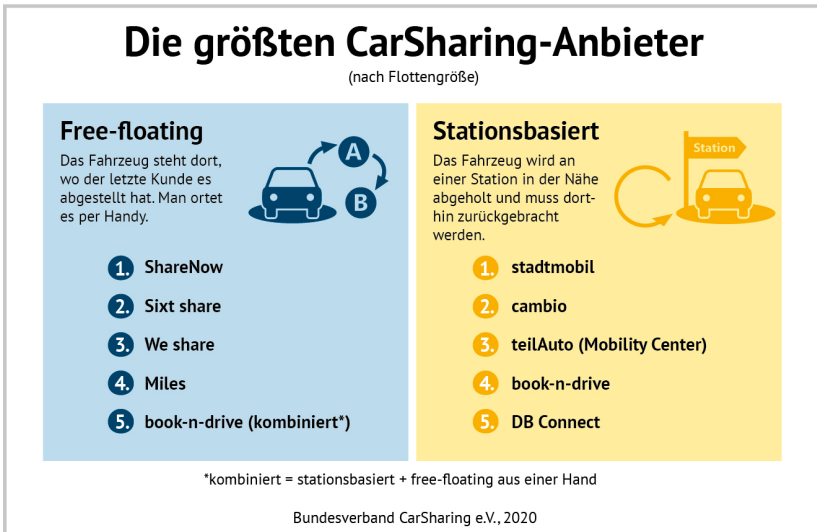 Die größten CarSharing-Anbieter
(nach Flottengröße)
Free-floating
Das Fahrzeug steht dort,
wo der letzte Kunde es
abgestellt hat. Man ortet
es per Handy.
A
B
1. ShareNow
2. Sixt share
3. We share
4. Miles
5. book-n-drive (kombiniert*)
Stationsbasiert
Das Fahrzeug wird an
einer Station in der Nähe
abgeholt und muss dort-
hin zurückgebracht
werden.
Station
1. stadtmobil
2. cambio
3. teilAuto (Mobility Center)
4. book-n-drive
5. DB Connect
*kombiniert = stationsbasiert + free-floating aus einer Hand
Bundesverband CarSharing e.V., 2020